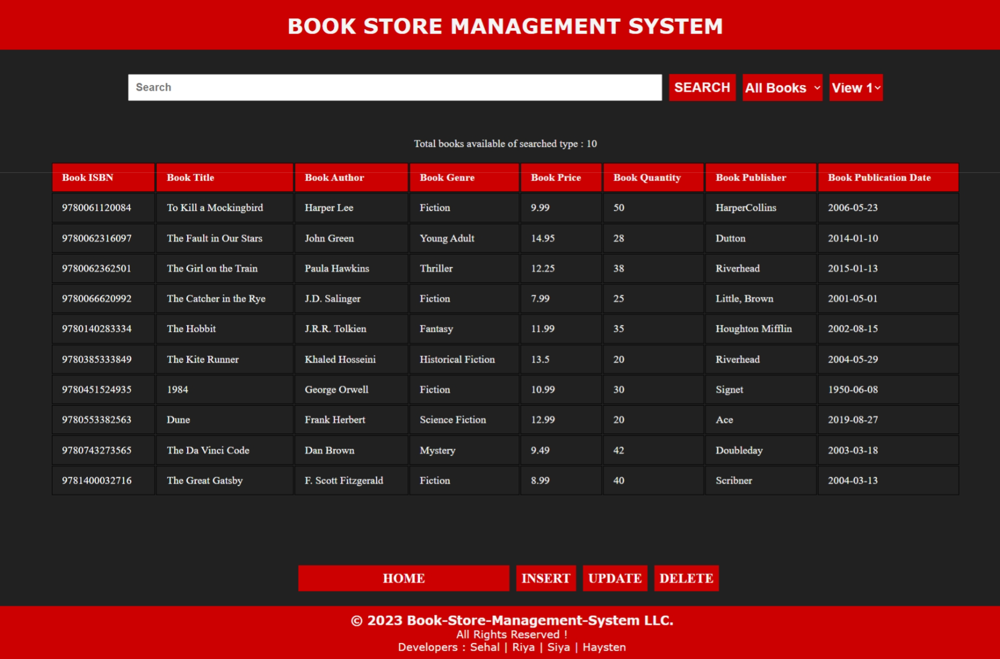 BOOK STORE MANAGEMENT SYSTEM
Search SEARCH All Books View 1
Total books available of searched type : 10
Book ISBN Book Title Book Author Book Genre Book Price Book Quantity Book Publisher Book Publication Date
9780061120084 To Kill a Mockingbird Harper Lee Fiction 9.99 50 HarperCollins 2006-05-23
9780062316097 The Fault in Our Stars John Green Young Adult 14.95 28 Dutton 2014-01-10
9780062362501 The Girl on the Train Paula Hawkins Thriller 12.25 38 Riverhead 2015-01-13
9780066620992 The Catcher in the Rye J.D. Salinger Fiction 7.99 25 Little, Brown 2001-05-01
9780140283334 The Hobbit J.R.R. Tolkien Fantasy 11.99 35 Houghton Mifflin 2002-08-15
9780385333849 The Kite Runner Khaled Hosseini Historical Fiction 13.5 20 Riverhead 2004-05-29
9780451524935 1984 George Orwell Fiction 10.99 30 Signet 1950-06-08
9780553382563 Dune Frank Herbert Science Fiction 12.99 20 Ace 2019-08-27
9780743273565 The Da Vinci Code Dan Brown Mystery 9.49 42 Doubleday 2003-03-18
9781400032716 The Great Gatsby F. Scott Fitzgerald Fiction 8.99 40 Scribner 2004-03-13
HOME INSERT UPDATE DELETE
© 2023 Book-Store-Management-System LLC.
All Rights Reserved !
Developers : Sehal | Riya | Siya | Haysten